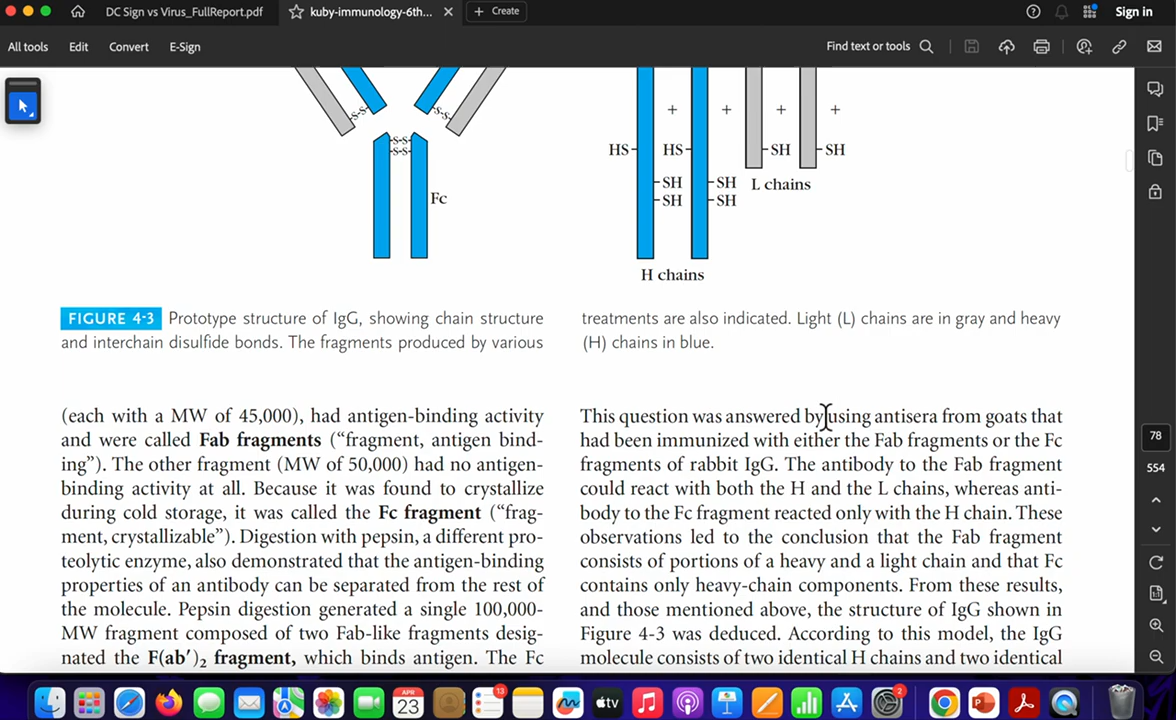 DC Sign vs Virus_FullReport.pdf
kuby-immunology-6th...
Create
Sign in
All tools
Edit
Convert
E-Sign
Find text or tools
S-S
S-S
S-S
S-S
Fc
+
+
+
+
HS
HS
SH
SH
SH
SH
SH
SH
L chains
H chains
FIGURE 4-3 Prototype structure of IgG, showing chain structure
and interchain disulfide bonds. The fragments produced by various
treatments are also indicated. Light (L) chains are in gray and heavy
(H) chains in blue.
(each with a MW of 45,000), had antigen-binding activity
and were called Fab fragments (“fragment, antigen bind-
ing”). The other fragment (MW of 50,000) had no antigen-
binding activity at all. Because it was found to crystallize
during cold storage, it was called the Fc fragment (“frag-
ment, crystallizable”). Digestion with pepsin, a different pro-
teolytic enzyme, also demonstrated that the antigen-binding
properties of an antibody can be separated from the rest of
the molecule. Pepsin digestion generated a single 100,000-
MW fragment composed of two Fab-like fragments desig-
nated the F(ab′)₂ fragment, which binds antigen. The Fc
This question was answered by using antisera from goats that
had been immunized with either the Fab fragments or the Fc
fragments of rabbit IgG. The antibody to the Fab fragment
could react with both the H and the L chains, whereas anti-
body to the Fc fragment reacted only with the H chain. These
observations led to the conclusion that the Fab fragment
consists of portions of a heavy and a light chain and that Fc
contains only heavy-chain components. From these results,
and those mentioned above, the structure of IgG shown in
Figure 4-3 was deduced. According to this model, the IgG
molecule consists of two identical H chains and two identical
78
554
APR
23
13
tv
2